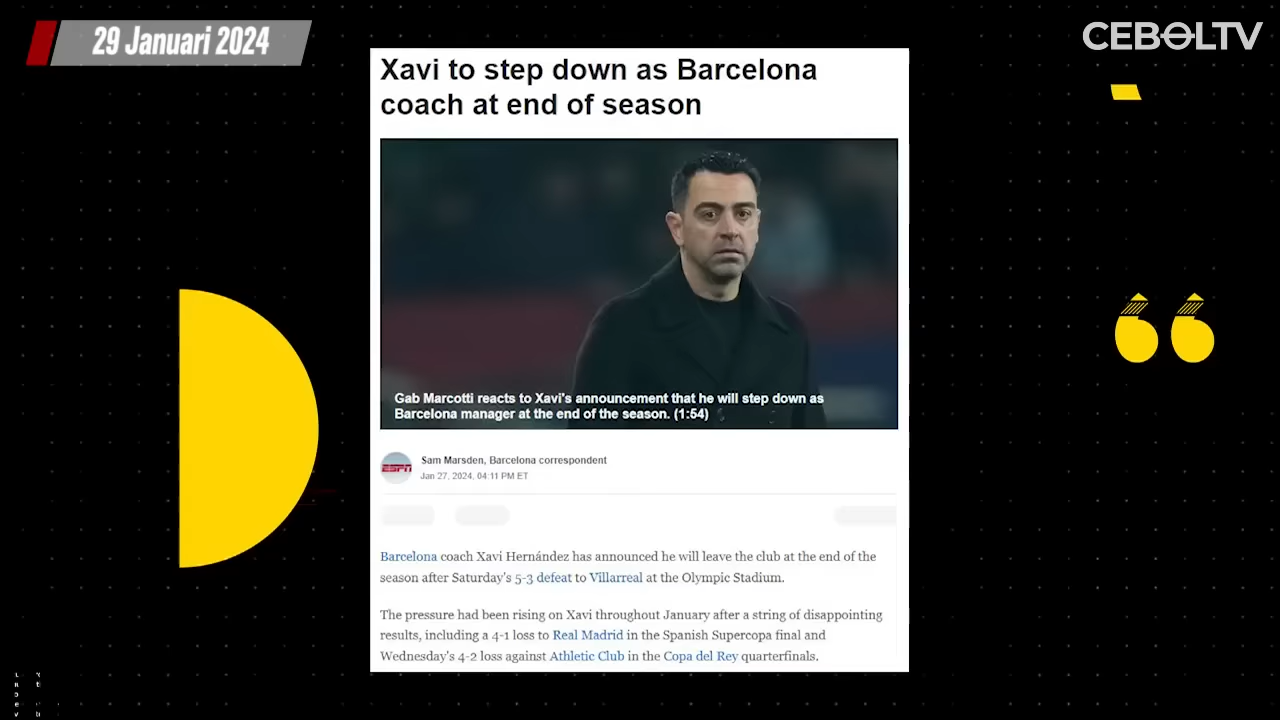 29 Januari 2024
CEBOLTV
Xavi to step down as Barcelona
coach at end of season
Gab Marcotti reacts to Xavi's announcement that he will step down as
Barcelona manager at the end of the season. (1:54)
ESPN
Sam Marsden, Barcelona correspondent
Jan 27, 2024, 04:11 PM ET
Barcelona coach Xavi Hernández has announced he will leave the club at the end of the
season after Saturday's 5-3 defeat to Villarreal at the Olympic Stadium.
The pressure had been rising on Xavi throughout January after a string of disappointing
results, including a 4-1 loss to Real Madrid in the Spanish Supercopa final and
Wednesday's 4-2 loss against Athletic Club in the Copa del Rey quarterfinals.